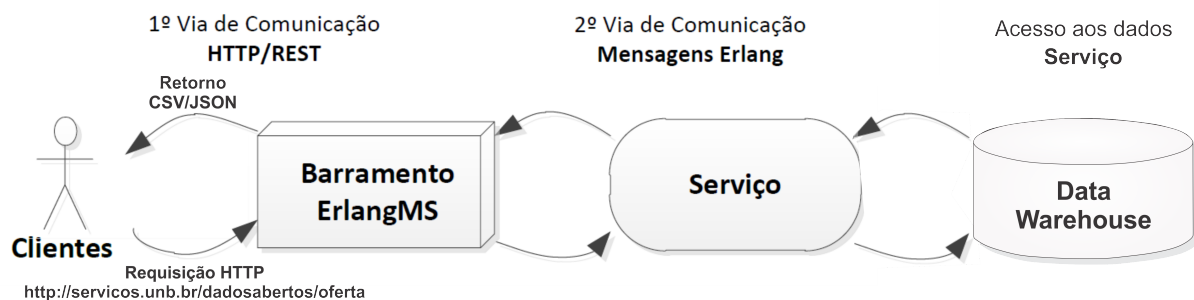 1º Via de Comunicação
HTTP/REST
2º Via de Comunicação
Mensagens Erlang
Acesso aos dados
Serviço
Retorno
CSV/JSON
Barramento
ErlangMS
Serviço
Data
Warehouse
Clientes
Requisição HTTP
http://servicos.unb.br/dadosabertos/oferta